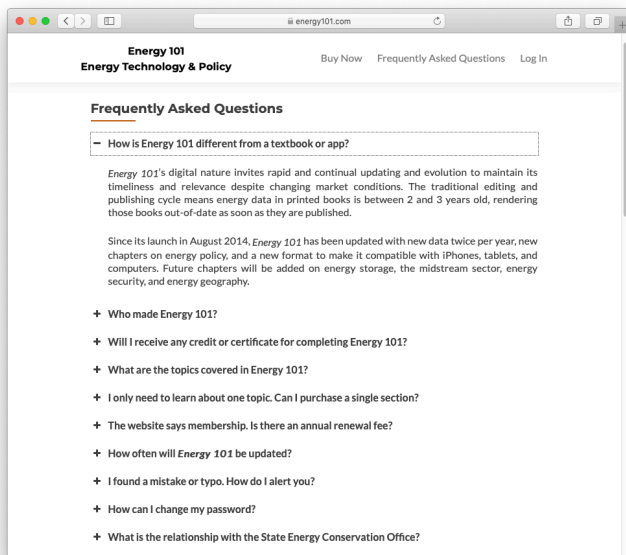 energy101.com
Energy 101
Energy Technology & Policy
Buy Now Frequently Asked Questions Log In
Frequently Asked Questions
− How is Energy 101 different from a textbook or app?
Energy 101's digital nature invites rapid and continual updating and evolution to maintain its
timeliness and relevance despite changing market conditions. The traditional editing and
publishing cycle means energy data in printed books is between 2 and 3 years old, rendering
those books out-of-date as soon as they are published.
Since its launch in August 2014, Energy 101 has been updated with new data twice per year, new
chapters on energy policy, and a new format to make it compatible with iPhones, tablets, and
computers. Future chapters will be added on energy storage, the midstream sector, energy
security, and energy geography.
+ Who made Energy 101?
+ Will I receive any credit or certificate for completing Energy 101?
+ What are the topics covered in Energy 101?
+ I only need to learn about one topic. Can I purchase a single section?
+ The website says membership. Is there an annual renewal fee?
+ How often will Energy 101 be updated?
+ I found a mistake or typo. How do I alert you?
+ How can I change my password?
+ What is the relationship with the State Energy Conservation Office?